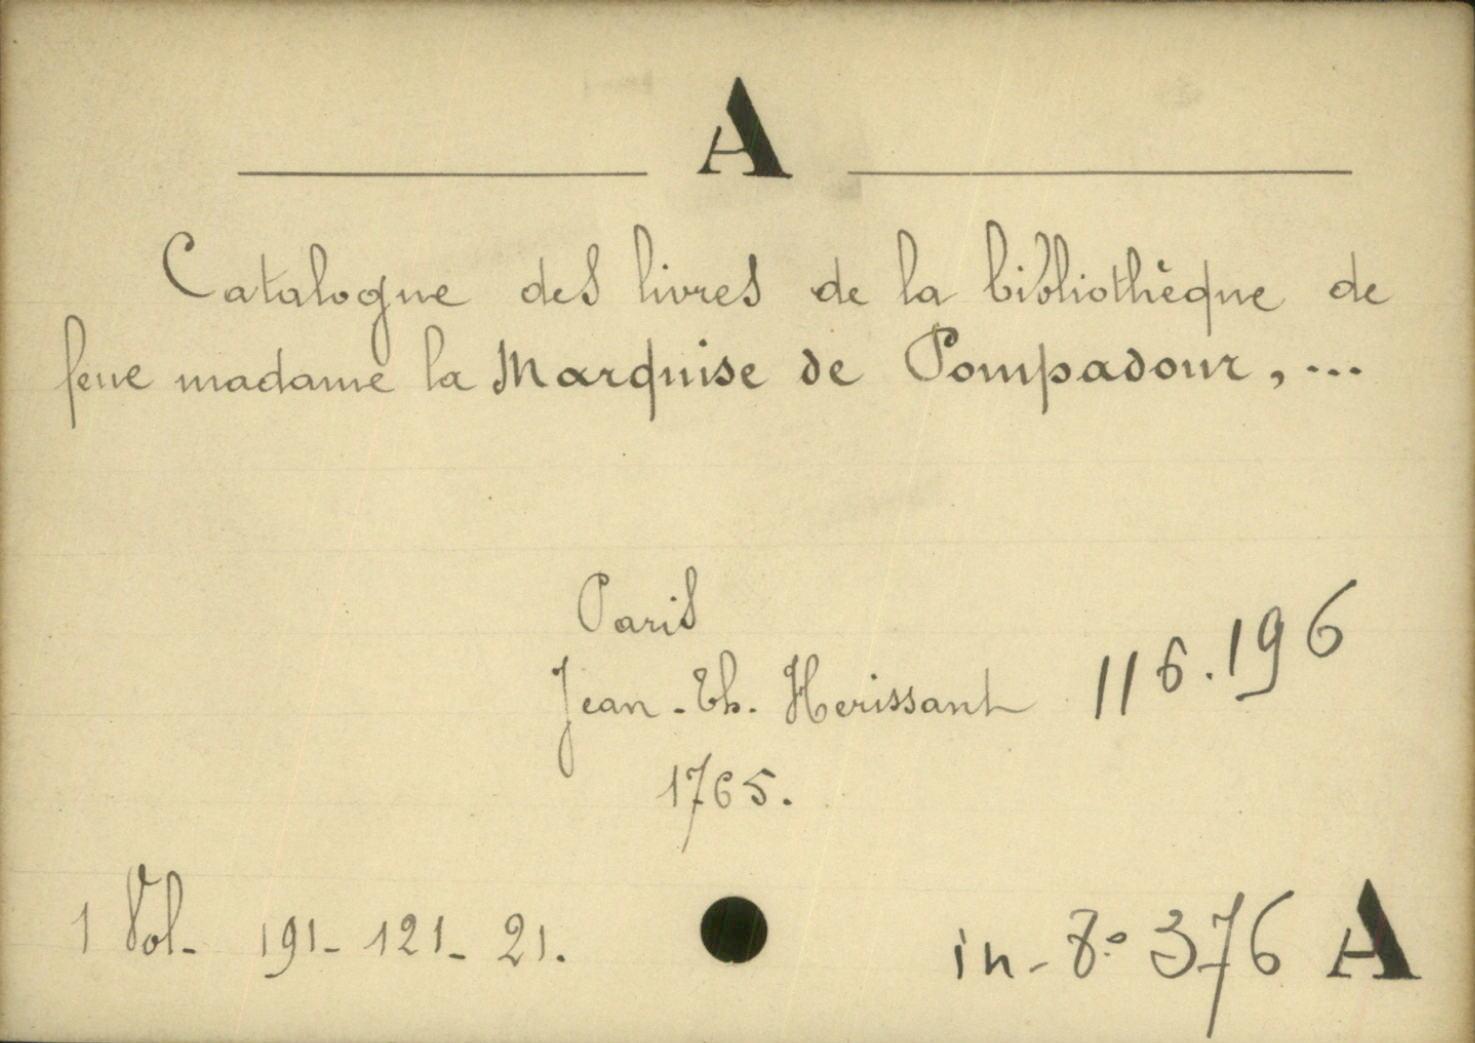 A
Catalogue des livres de la bibliothèque de
feue madame la Marquise de Pompadour, ...
Paris
Jean-Th. Herissant 116.196
1765.
1 Vol. 191-121-21. in-8° 376 A